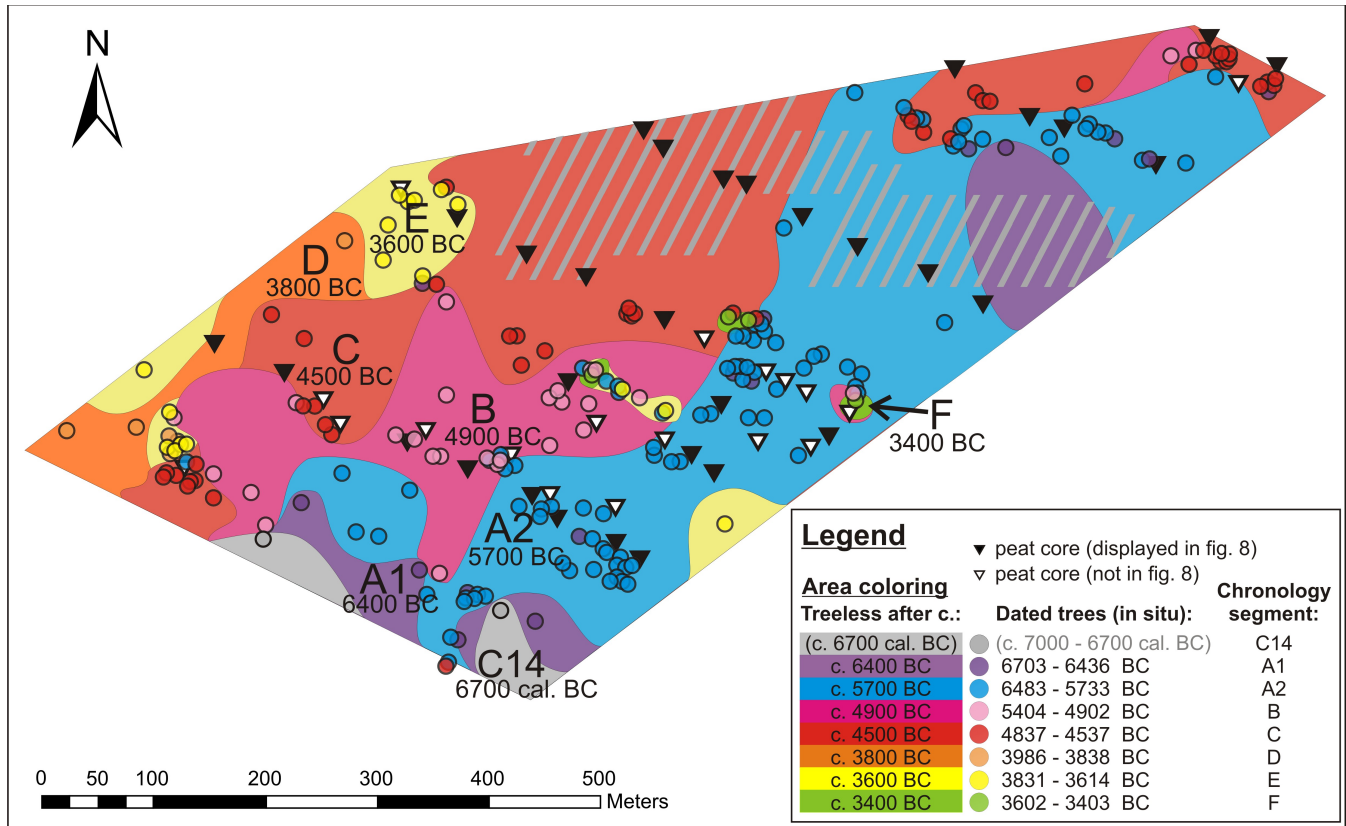 N
E
3600 BC
D
3800 BC
C
4500 BC
B
4900 BC
F
3400 BC
A2
5700 BC
A1
6400 BC
C14
6700 cal. BC
0 50 100 200 300 400 500
Meters
Legend
peat core (displayed in fig. 8)
peat core (not in fig. 8)
Area coloring
Treeless after c.: Dated trees (in situ): Chronology segment:
(c. 6700 cal. BC) (c. 7000 - 6700 cal. BC) C14
c. 6400 BC 6703 - 6436 BC A1
c. 5700 BC 6483 - 5733 BC A2
c. 4900 BC 5404 - 4902 BC B
c. 4500 BC 4837 - 4537 BC C
c. 3800 BC 3986 - 3838 BC D
c. 3600 BC 3831 - 3614 BC E
c. 3400 BC 3602 - 3403 BC F